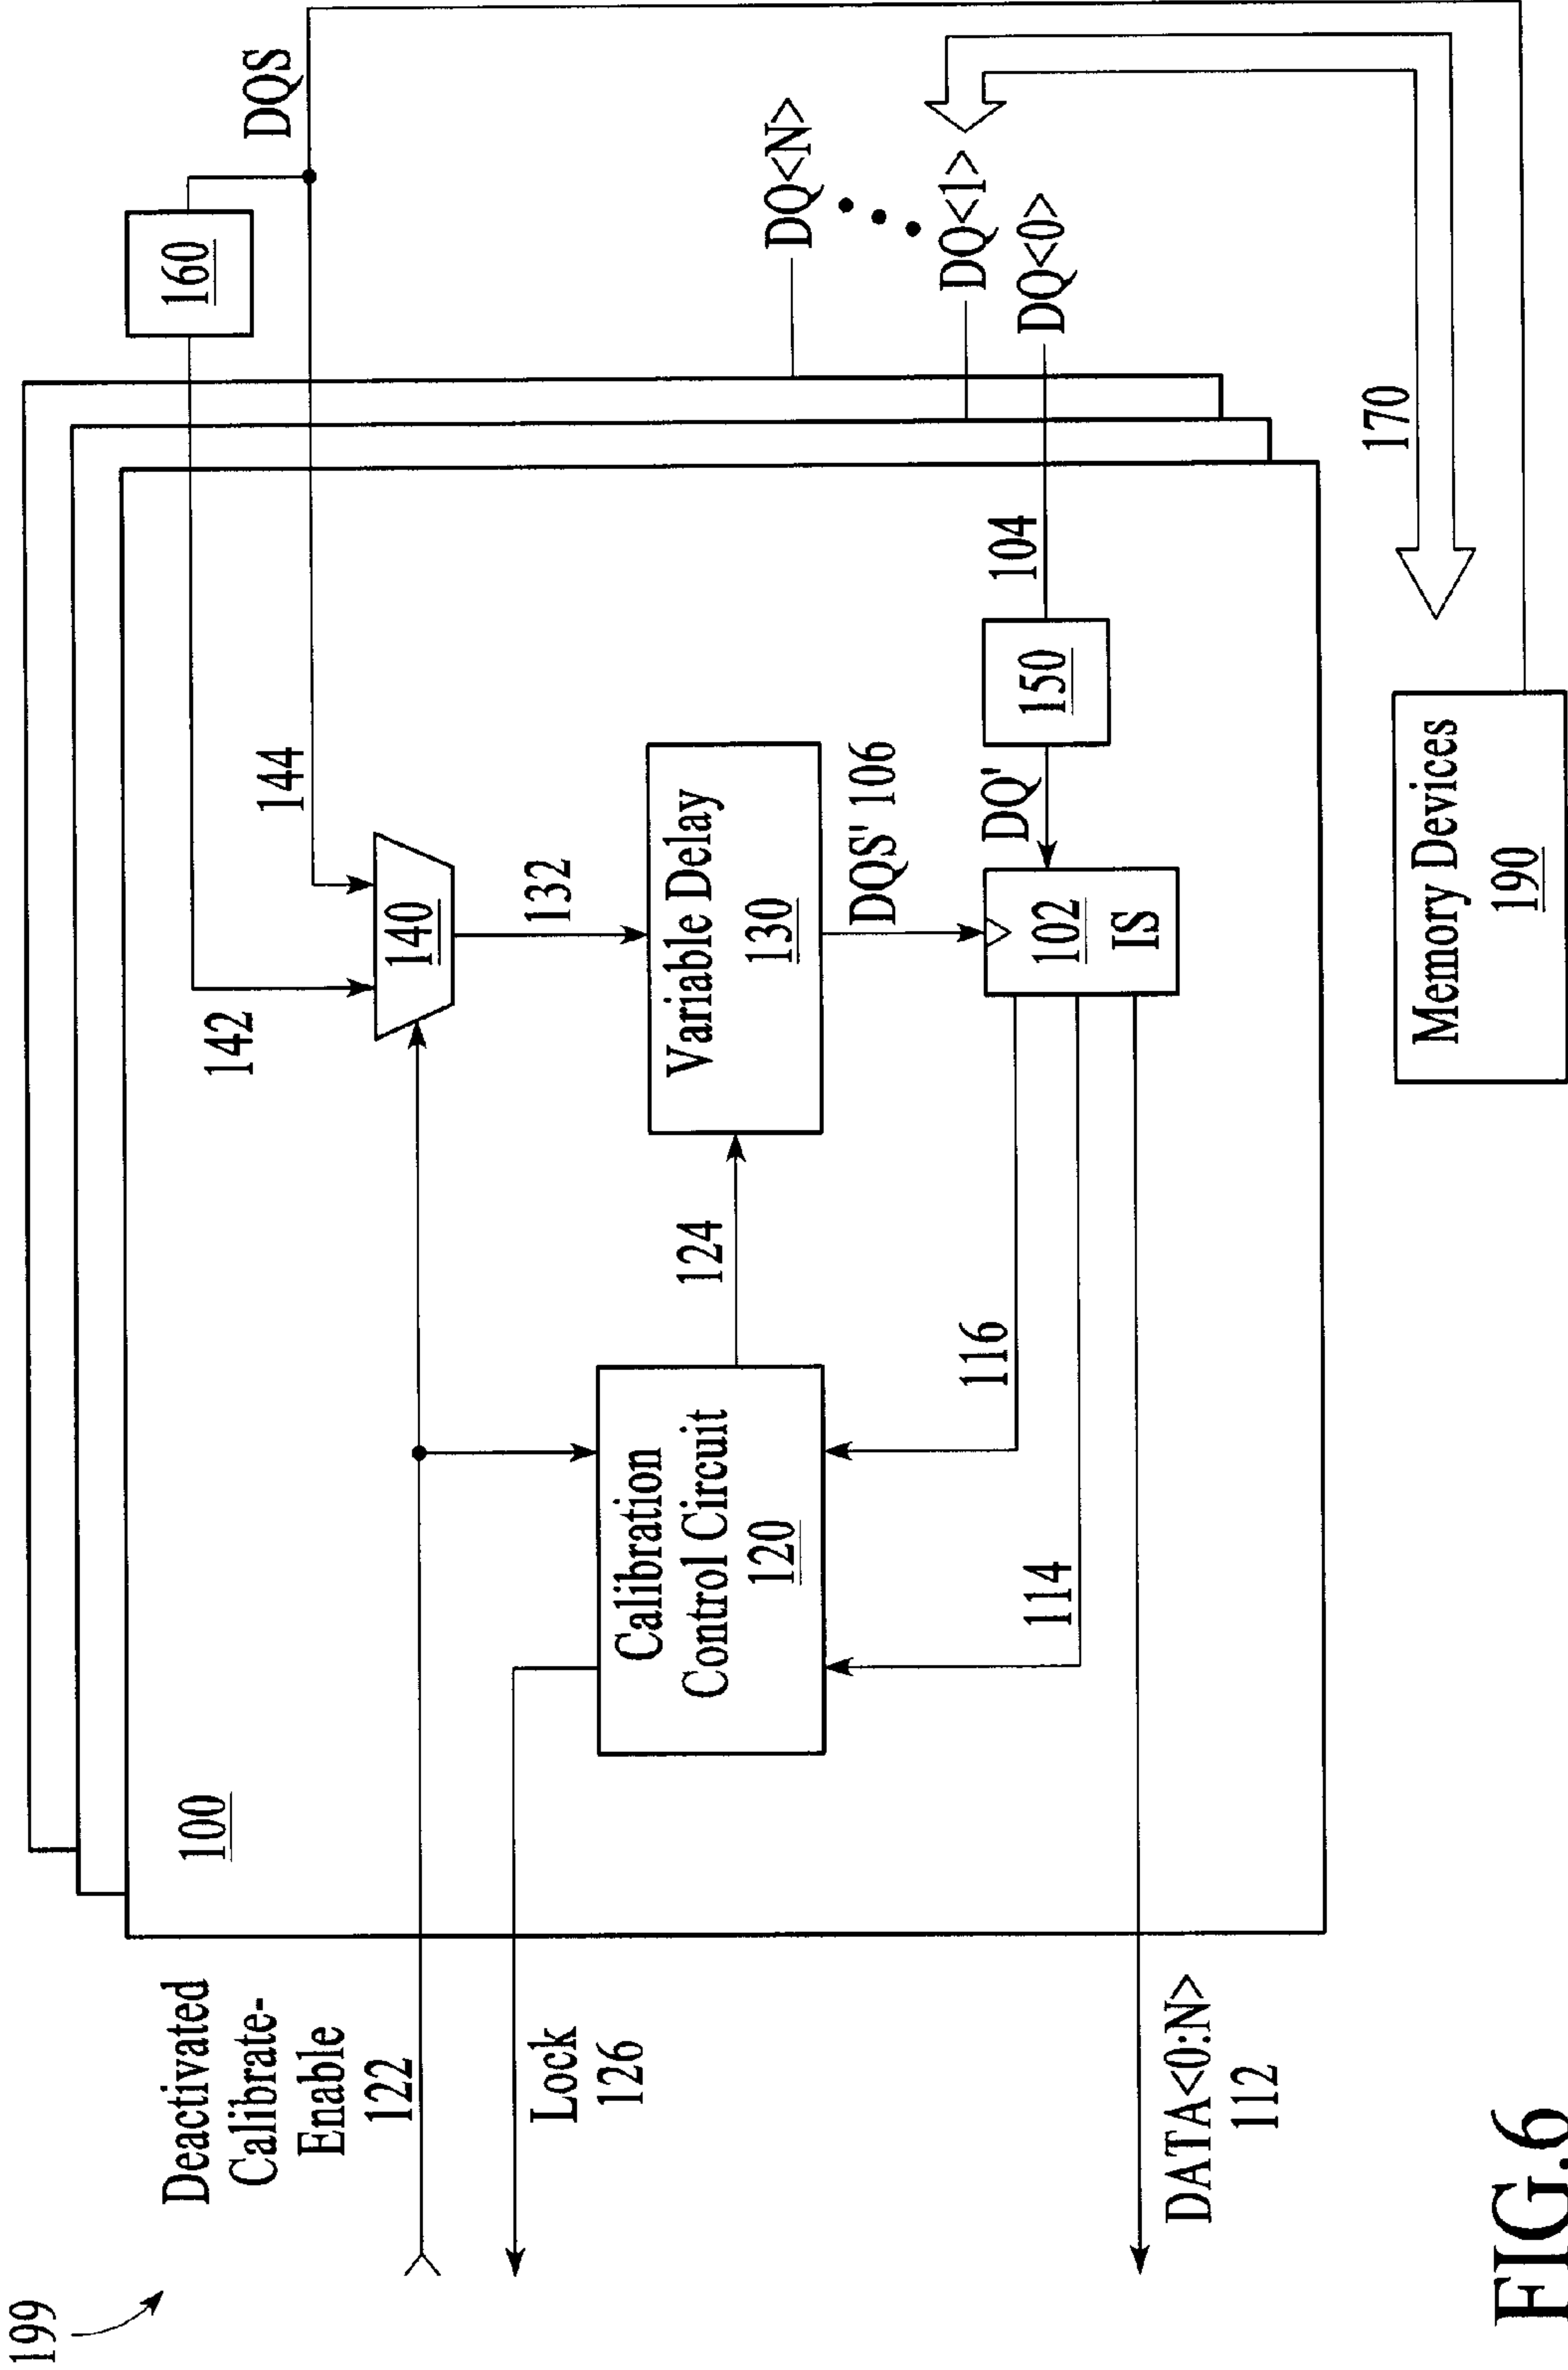 199
Deactivated
Calibrate-
Enable
122
Lock
126
DATA<0:N>
112
100
Calibration
Control Circuit
120
114
116
124
142
144
140
132
Variable Delay
130
DQS' 106
102
IS
DQ'
150
104
160
DQS
DQ<N>
DQ<1>
DQ<0>
170
Memory Devices
190
FIG.6